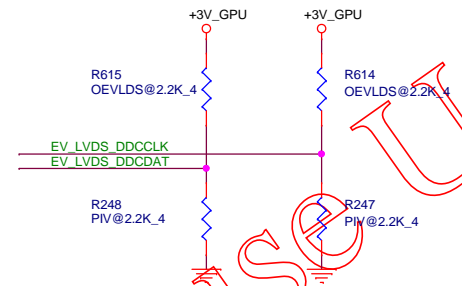 +3V_GPU
+3V_GPU
R615
OEVLDS@2.2K_4
R614
OEVLDS@2.2K_4
EV_LVDS_DDCCLK
EV_LVDS_DDCDAT
R248
PIV@2.2K_4
R247
PIV@2.2K_4
se U